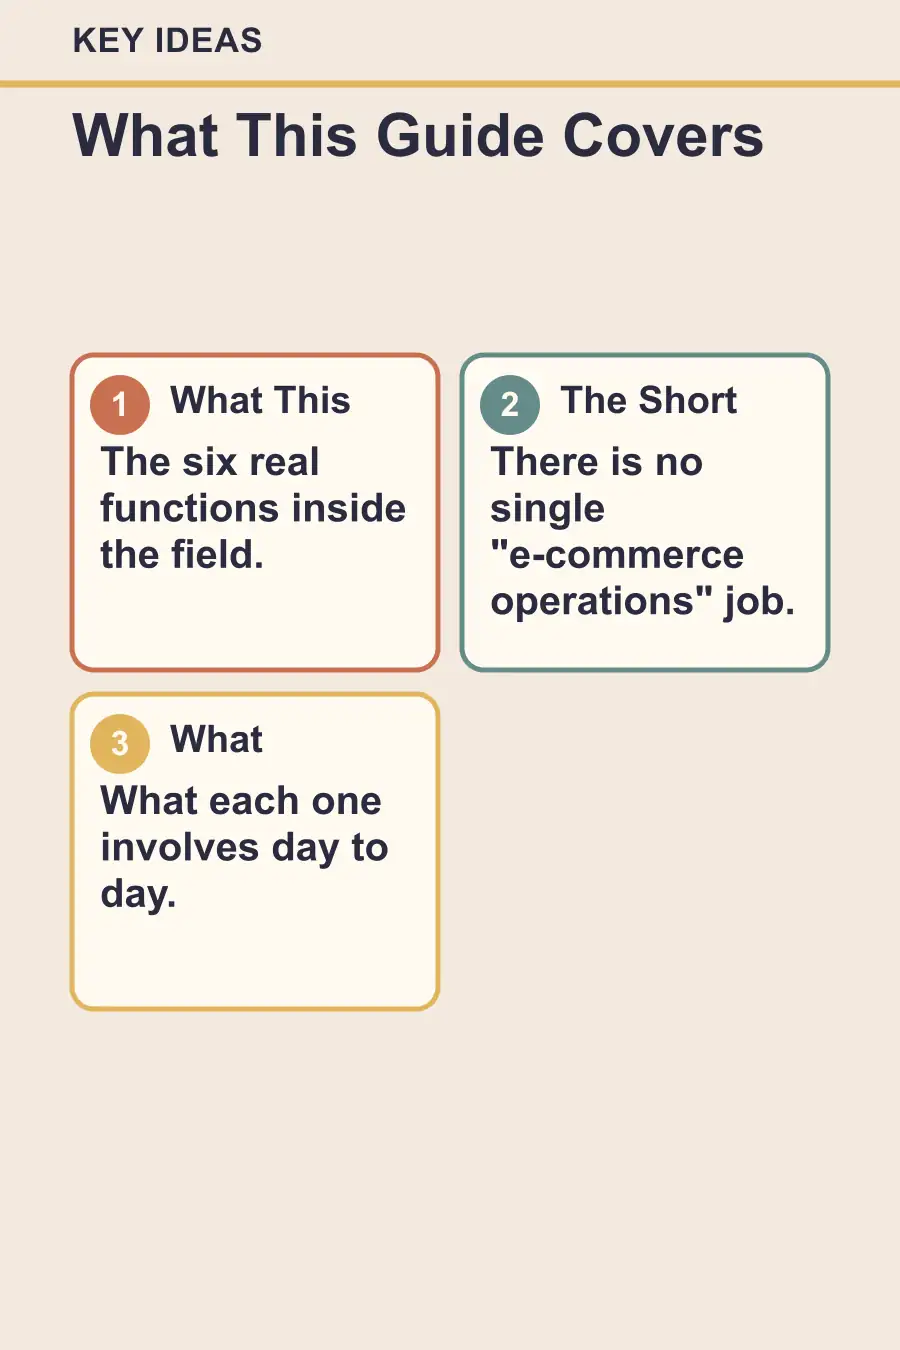 KEY IDEAS
What This Guide Covers
1
What This
The six real
functions inside
the field.
2
The Short
There is no
single
"e-commerce
operations" job.
3
What
What each one
involves day to
day.